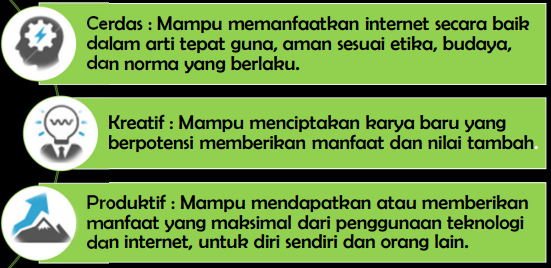 Cerdas : Mampu memanfaatkan internet secara baik
dalam arti tepat guna, aman sesuai etika, budaya,
dan norma yang berlaku.
Kreatif : Mampu menciptakan karya baru yang
berpotensi memberikan manfaat dan nilai tambah.
Produktif : Mampu mendapatkan atau memberikan
manfaat yang maksimal dari penggunaan teknologi
dan internet, untuk diri sendiri dan orang lain.